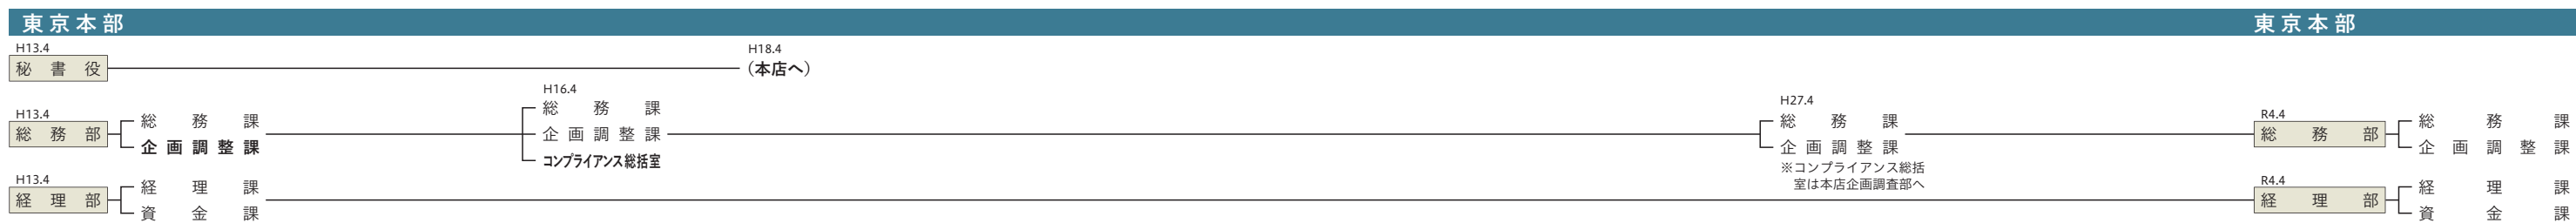 東京本部
東京本部
H13.4
秘書役
H18.4
（本店へ）
H13.4
総務部
総務課
企画調整課
H16.4
総務課
企画調整課
コンプライアンス総括室
H27.4
総務課
企画調整課
※コンプライアンス総括
室は本店企画調査部へ
R4.4
総務部
総務課
企画調整課
H13.4
経理部
経理課
資金課
R4.4
経理部
経理課
資金課